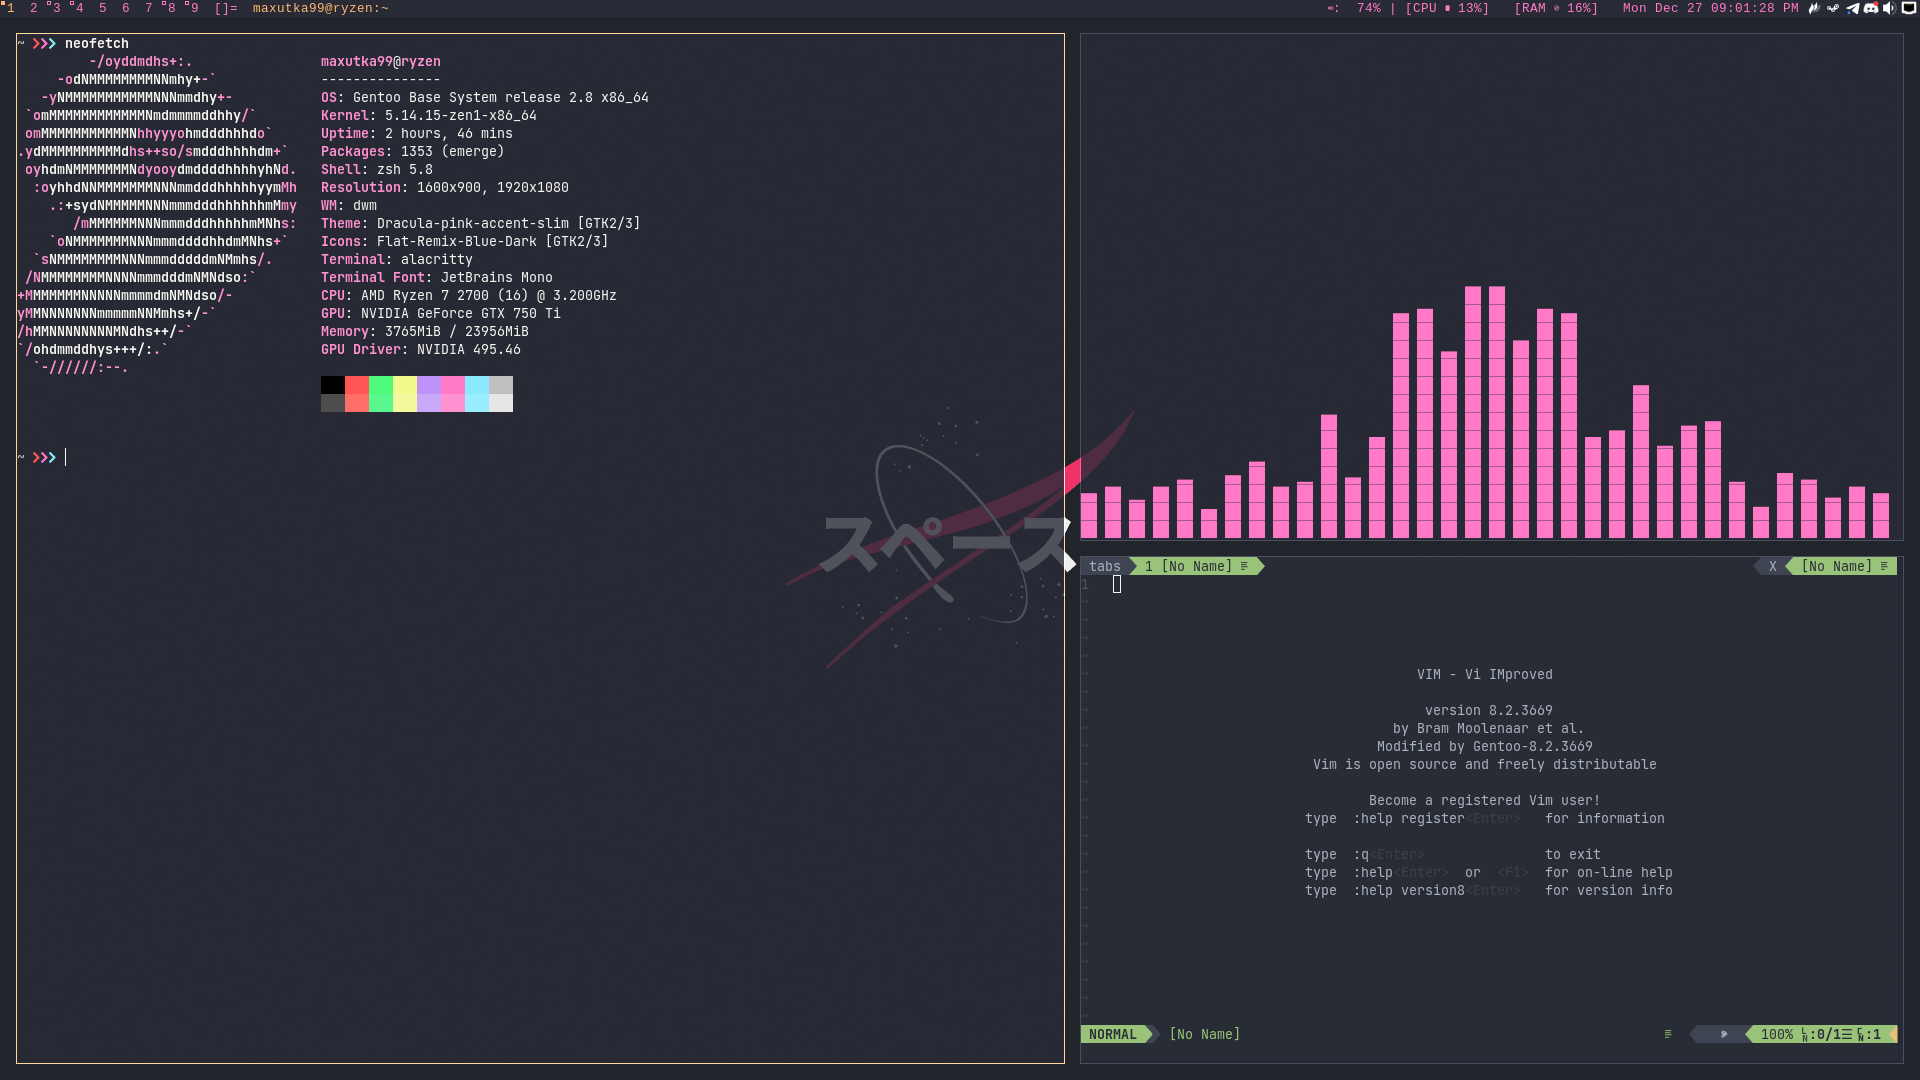 1 2 3 4 5 6 7 8 9 []= maxutka99@ryzen:~
: 74% | [CPU 13%] [RAM 16%] Mon Dec 27 09:01:28 PM
~ ❯❯❯ neofetch
-/oyddmdhs+:. maxutka99@ryzen
-odNMMMMMMMMNNmhy+-` ---------------
-yNMMMMMMMMMMMNNNmmdhy+- OS: Gentoo Base System release 2.8 x86_64
`omMMMMMMMMMMMMNmdmmmmddhhy/` Kernel: 5.14.15-zen1-x86_64
omMMMMMMMMMMMNhhyyyohmdddhhhdo` Uptime: 2 hours, 46 mins
.ydMMMMMMMMMMdhs++so/smdddhhhhdm+` Packages: 1353 (emerge)
oyhdmNMMMMMMMNdyooydmddddhhhhyhNd. Shell: zsh 5.8
:oyhhdNNMMMMMMMNNNmmdddhhhhhyymMh Resolution: 1600x900, 1920x1080
.:+sydNMMMMMNNNmmmdddhhhhhhmMmy WM: dwm
/mMMMMMMNNNmmmdddhhhhhmMNhs: Theme: Dracula-pink-accent-slim [GTK2/3]
`oNMMMMMMMNNNmmmddddhhdmMNhs+` Icons: Flat-Remix-Blue-Dark [GTK2/3]
`sNMMMMMMMMNNNmmmdddddmNMmhs/. Terminal: alacritty
/NMMMMMMMMNNNNmmmdddmNMNdso:` Terminal Font: JetBrains Mono
+MMMMMMMNNNNNmmmmdmNMNdso/- CPU: AMD Ryzen 7 2700 (16) @ 3.200GHz
yMMNNNNNNNmmmmmNNMmhs+/-` GPU: NVIDIA GeForce GTX 750 Ti
/hMMNNNNNNNNMNdhs++/-` Memory: 3765MiB / 23956MiB
`/ohdmmddhys+++/:.` GPU Driver: NVIDIA 495.46
`-//////:--.
~ ❯❯❯
スペース
tabs 1 [No Name] X [No Name]
1
VIM - Vi IMproved
version 8.2.3669
by Bram Moolenaar et al.
Modified by Gentoo-8.2.3669
Vim is open source and freely distributable
Become a registered Vim user!
type :help register<Enter> for information
type :q<Enter> to exit
type :help<Enter> or <F1> for on-line help
type :help version8<Enter> for version info
NORMAL [No Name] 100% :0/1 :1